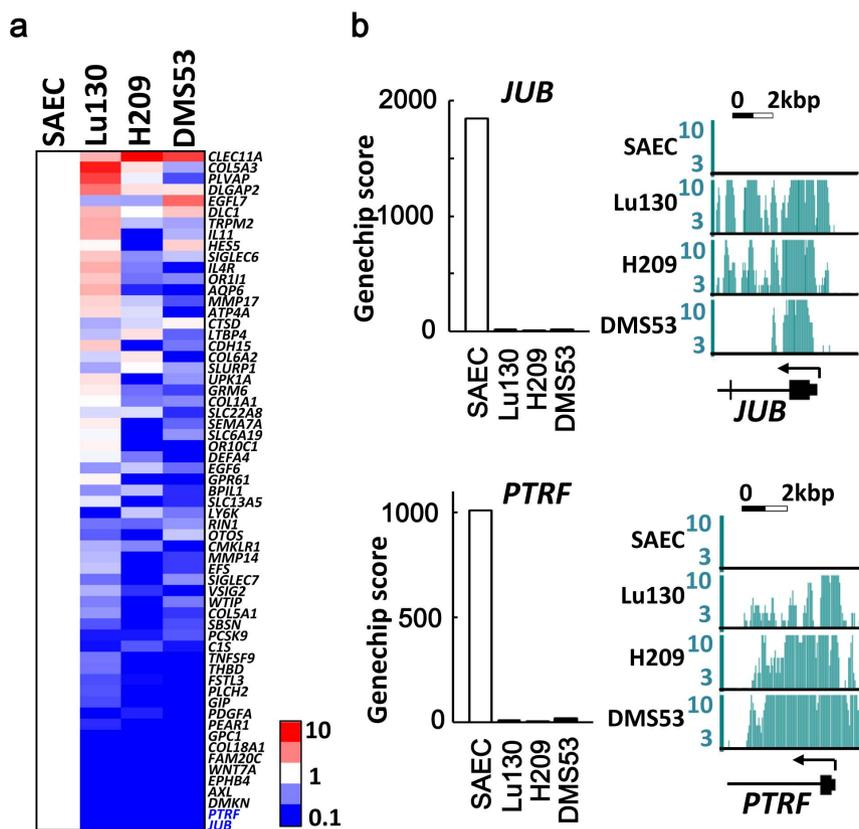 a
SAEC
Lu130
H209
DMS53
CLEC11A
COL5A3
PLVAP
DLGAP2
EGFL7
DLC1
TRPM2
IL11
HES5
SIGLEC6
IL4R
OR1I1
AQP6
MMP17
ATP4A
CTSD
LTBP4
CDH15
COL6A2
SLURP1
UPK1A
GRM6
COL1A1
SLC22A8
SEMA7A
SLC6A19
OR10C1
DEFA4
EGF6
GPR61
BPIL1
SLC13A5
LY6K
RIN1
OTOS
CMKLR1
MMP14
EFS
SIGLEC7
VSIG2
WTIP
COL5A1
SBSN
PCSK9
C1S
TNFSF9
THBD
FSTL3
PLCH2
GIP
PDGFA
PEAR1
GPC1
COL18A1
FAM20C
WNT7A
EPHB4
AXL
DMKN
PTRF
JUB
10
1
0.1
b
JUB
Genechip score
2000
1000
0
SAEC
Lu130
H209
DMS53
0 2kbp
SAEC 10 3
Lu130 10 3
H209 10 3
DMS53 10 3
JUB
PTRF
Genechip score
1000
500
0
SAEC
Lu130
H209
DMS53
0 2kbp
SAEC 10 3
Lu130 10 3
H209 10 3
DMS53 10 3
PTRF